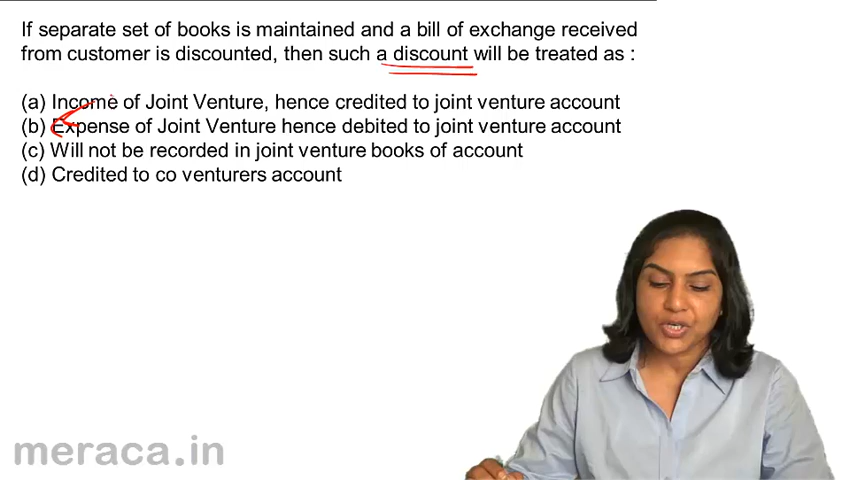 If separate set of books is maintained and a bill of exchange received
from customer is discounted, then such a discount will be treated as :
(a) Income of Joint Venture, hence credited to joint venture account
(b) Expense of Joint Venture hence debited to joint venture account
(c) Will not be recorded in joint venture books of account
(d) Credited to co venturers account
meraca.in